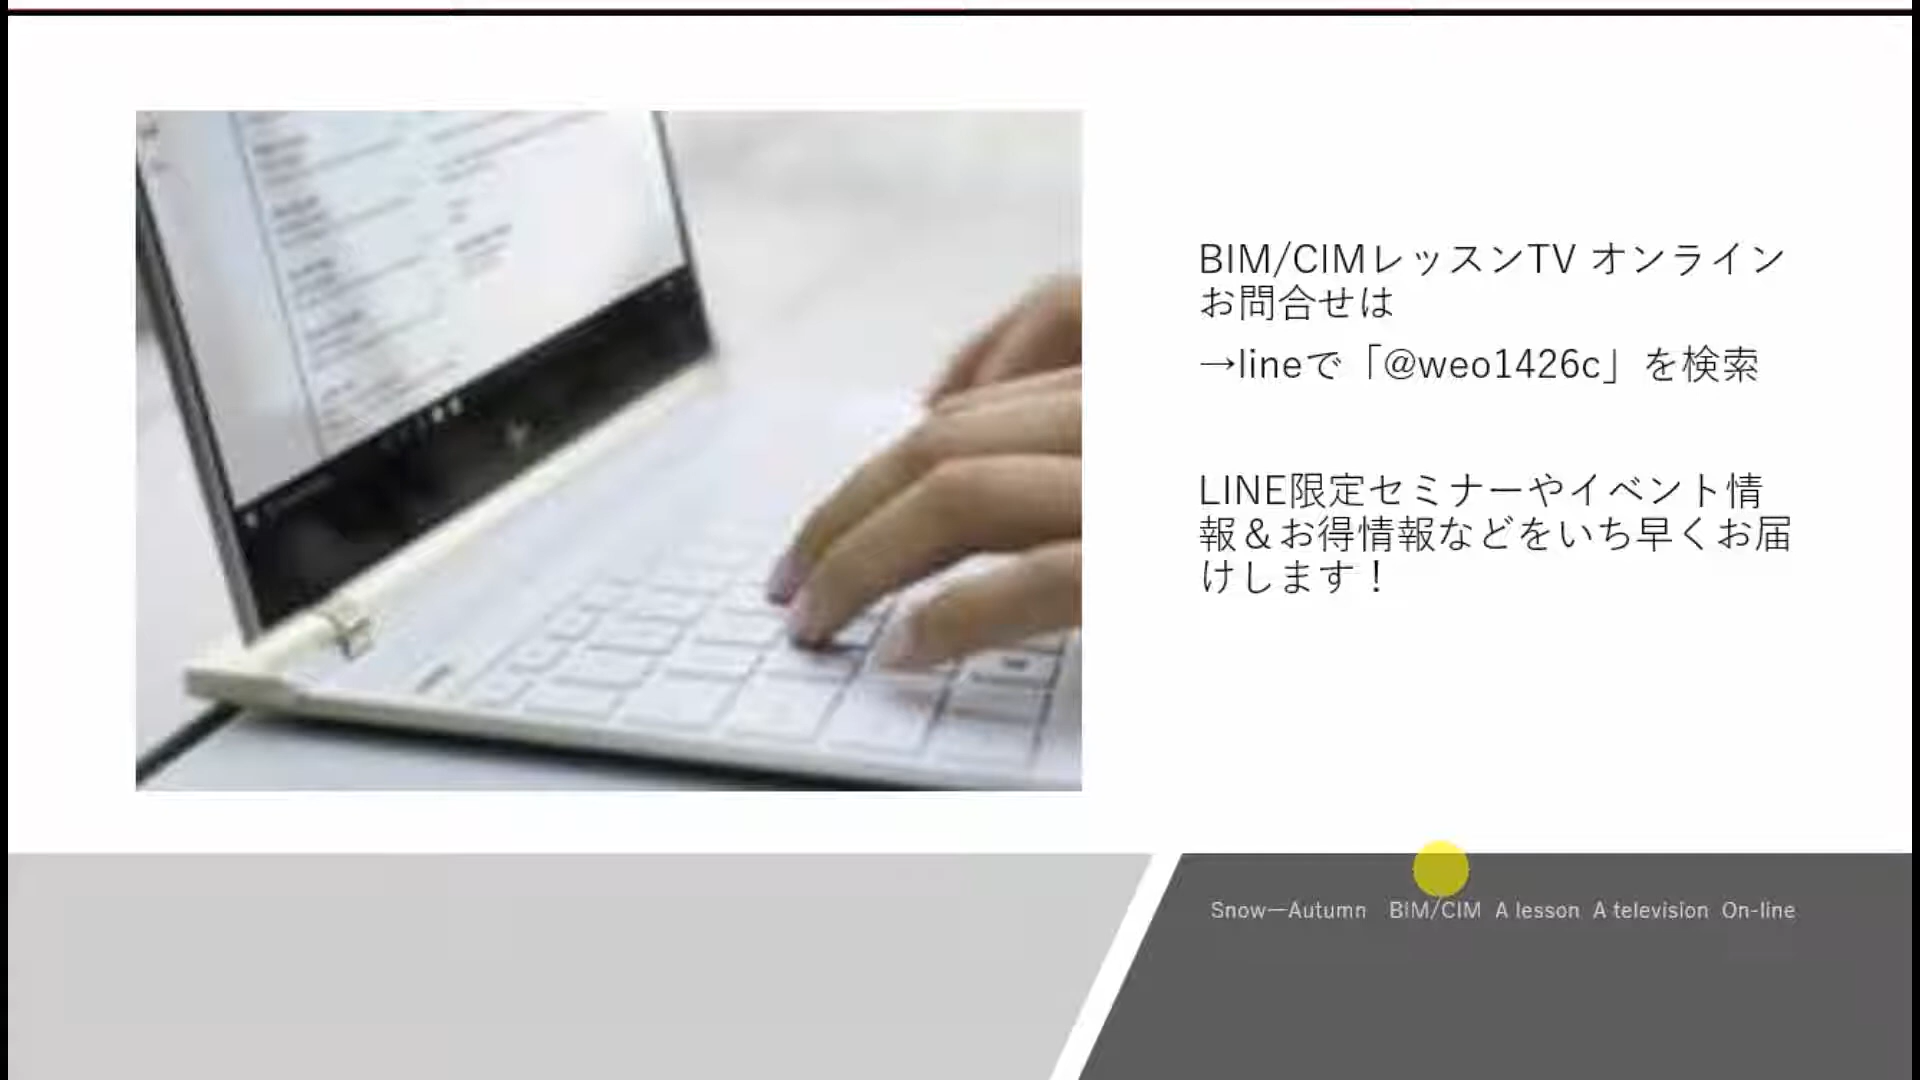 BIM/CIMレッスンTV オンライン
お問合せは
→lineで「@weo1426c」を検索
LINE限定セミナーやイベント情
報＆お得情報などをいち早くお届
けします！
Snow―Autumn BIM/CIM A lesson A television On-line